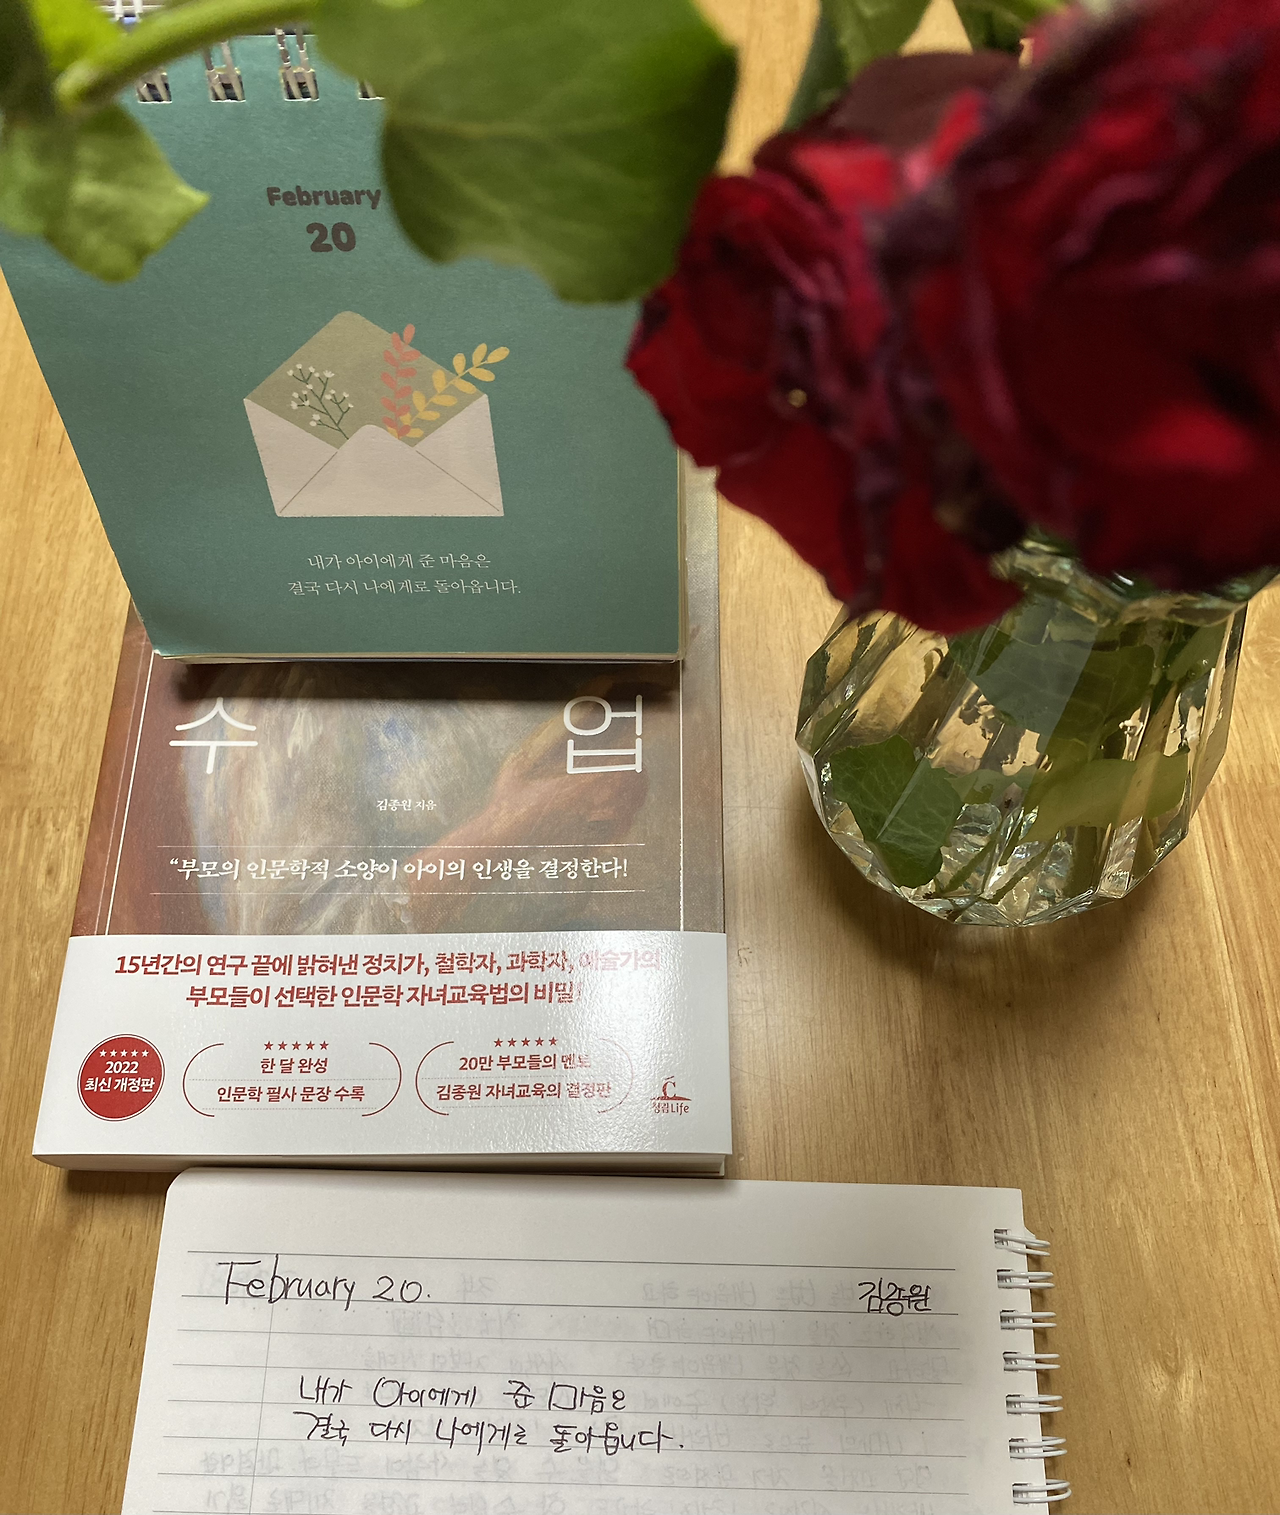 February
20
내가 아이에게 준 마음은
결국 다시 나에게로 돌아옵니다.
수 업
김종원 지음
“부모의 인문학적 소양이 아이의 인생을 결정한다!
15년간의 연구 끝에 밝혀낸 정치가, 철학자, 과학자, 예술가의
부모들이 선택한 인문학 자녀교육법의 비밀!
★★★★★
2022
최신 개정판
★★★★★
한 달 완성
인문학 필사 문장 수록
★★★★★
20만 부모들의 멘토
김종원 자녀교육의 결정판
청림Life
February 20.
김종원
내가 아이에게 준 마음은
결국 다시 나에게로 돌아옵니다.